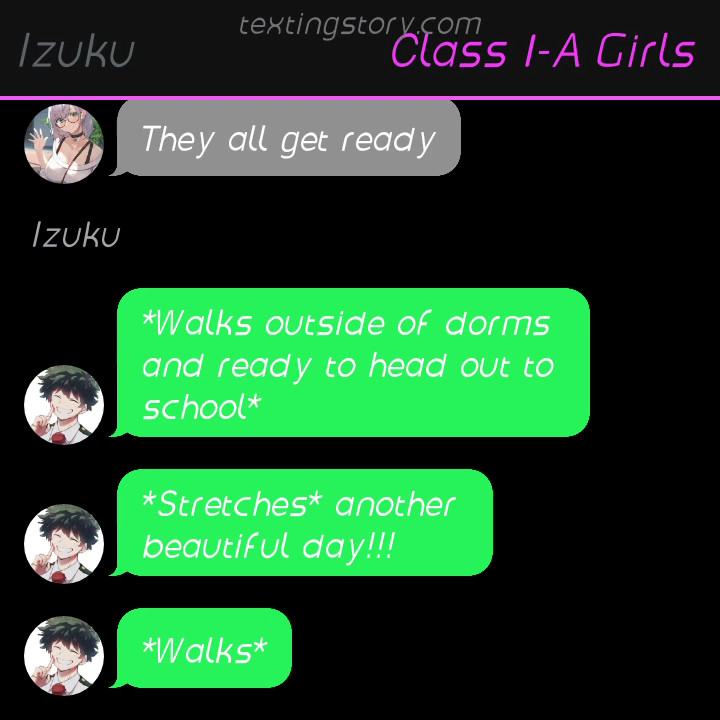 textingstory.com
Izuku
Class 1-A Girls
They all get ready
Izuku
*Walks outside of dorms
and ready to head out to
school*
*Stretches* another
beautiful day!!!
*Walks*